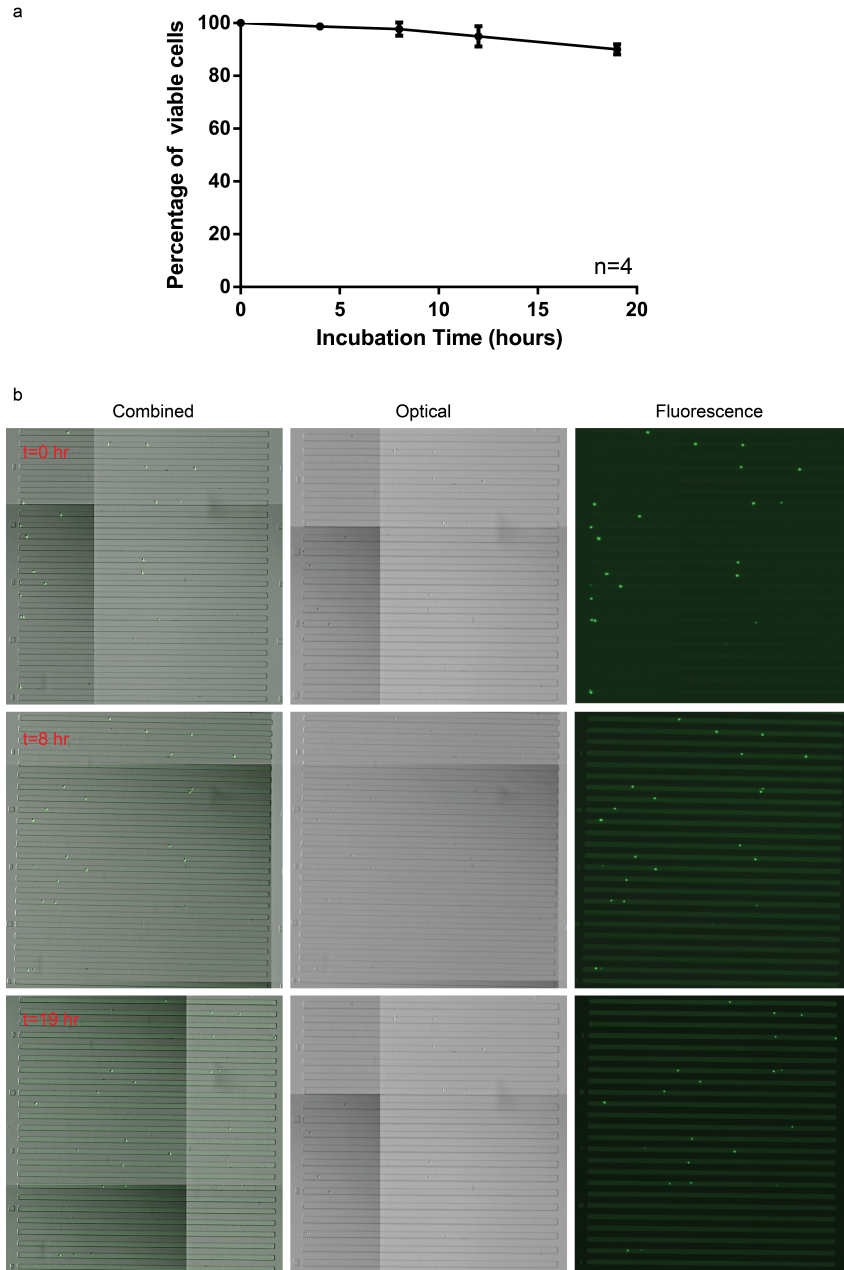 a
100
80
60
40
20
0
Percentage of viable cells
n=4
0 5 10 15 20
Incubation Time (hours)
b
Combined Optical Fluorescence
t=0 hr
t=8 hr
t=19 hr